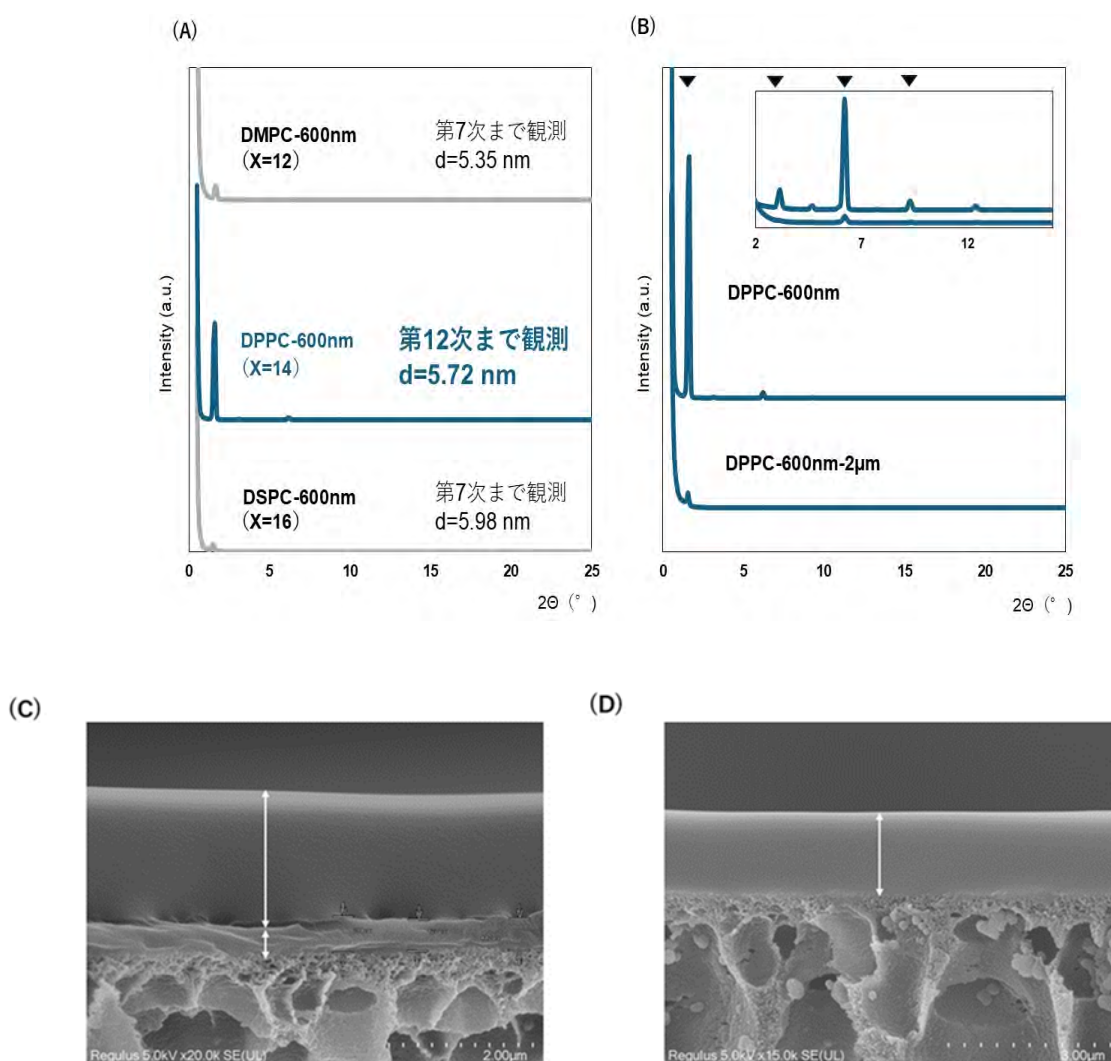 (A)
DMPC-600nm
(X=12)
第7次まで観測
d=5.35 nm
DPPC-600nm
(X=14)
第12次まで観測
d=5.72 nm
DSPC-600nm
(X=16)
第7次まで観測
d=5.98 nm
Intensity (a.u.)
0 5 10 15 20 25
2Θ (°)
(B)
2 7 12
DPPC-600nm
DPPC-600nm-2µm
Intensity (a.u.)
0 5 10 15 20 25
2Θ (°)
(C)
Regulus 5.0kV x20.0k SE(UL) 2.00µm
(D)
Regulus 5.0kV x15.0k SE(UL) 3.00µm